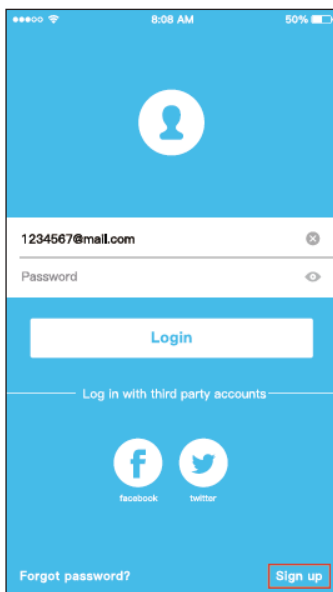 8:08 AM 50%
1234567@mail.com
Password
Login
Log in with third party accounts
facebook twitter
Forgot password? Sign up